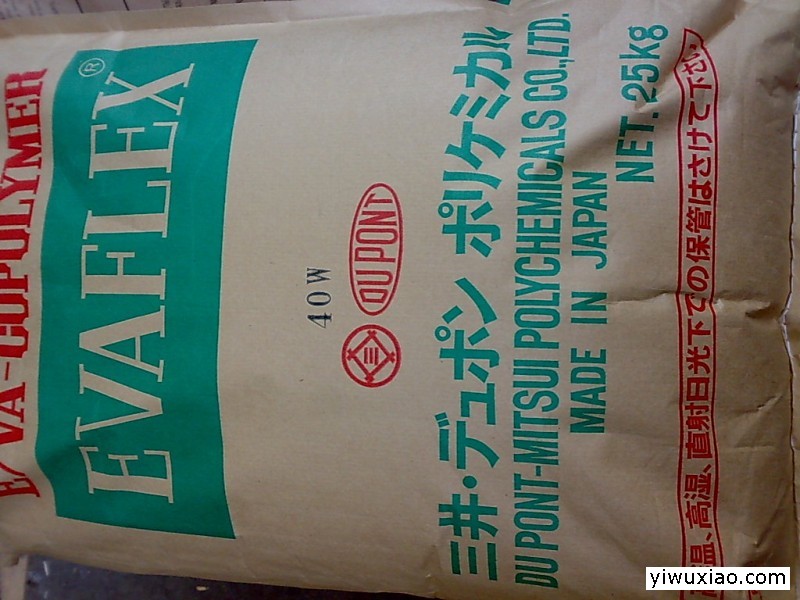 E/VA-COPOLYMER
EVAFLEX®
40W
DU PONT
三井・デュポン ポリケミカル
DU PONT-MITSUI POLYCHEMICALS CO.,LTD.
MADE IN JAPAN
NET. 25kg
温、高湿、直射日光下での保管はさけて下さい
yiwuxiao.com